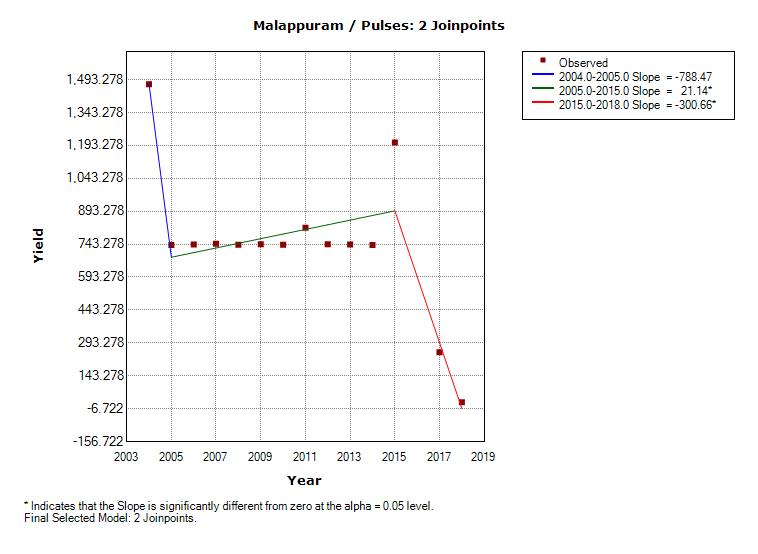 Malappuram / Pulses: 2 Joinpoints
Observed
2004.0-2005.0 Slope = -788.47
2005.0-2015.0 Slope = 21.14*
2015.0-2018.0 Slope = -300.66*
1,493.278
1,343.278
1,193.278
1,043.278
893.278
743.278
593.278
443.278
293.278
143.278
-6.722
-156.722
Yield
2003 2005 2007 2009 2011 2013 2015 2017 2019
Year
* Indicates that the Slope is significantly different from zero at the alpha = 0.05 level.
Final Selected Model: 2 Joinpoints.